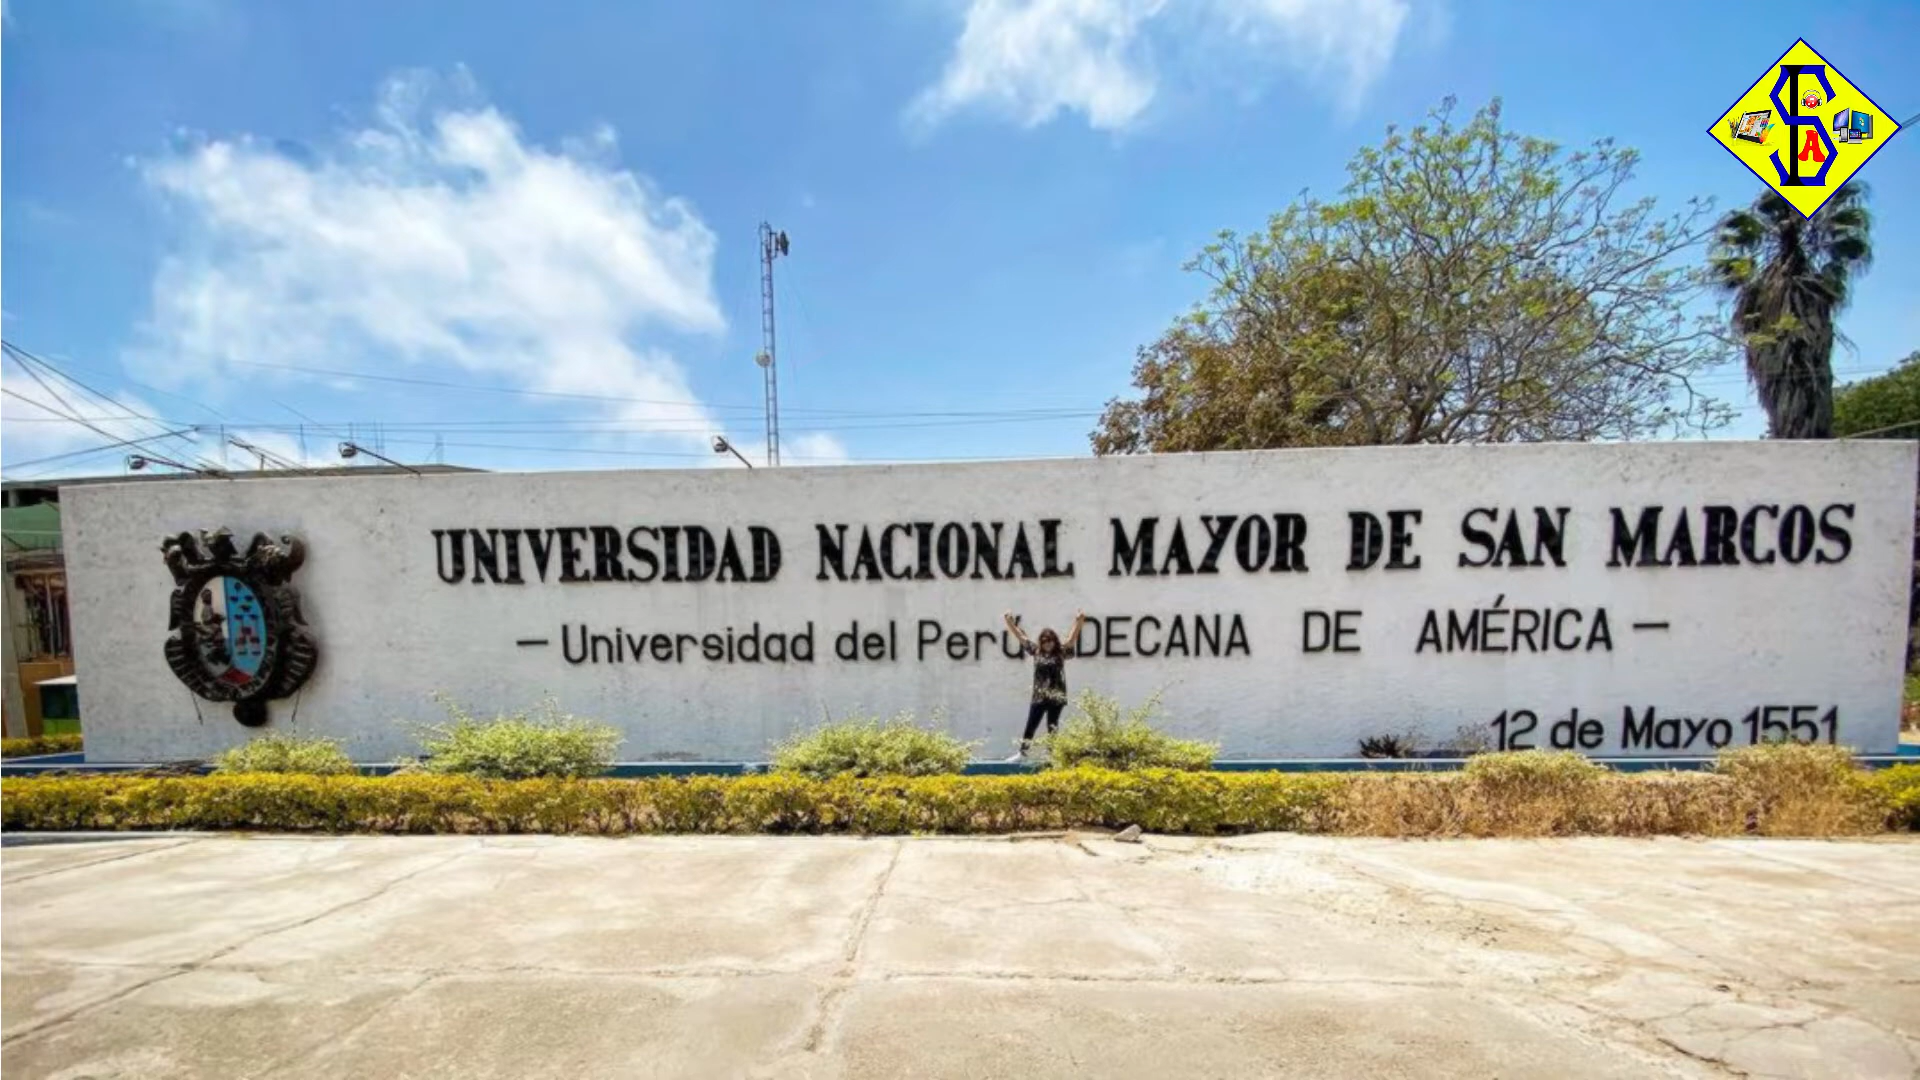 UNIVERSIDAD NACIONAL MAYOR DE SAN MARCOS
— Universidad del Perú DECANA DE AMÉRICA —
12 de Mayo 1551